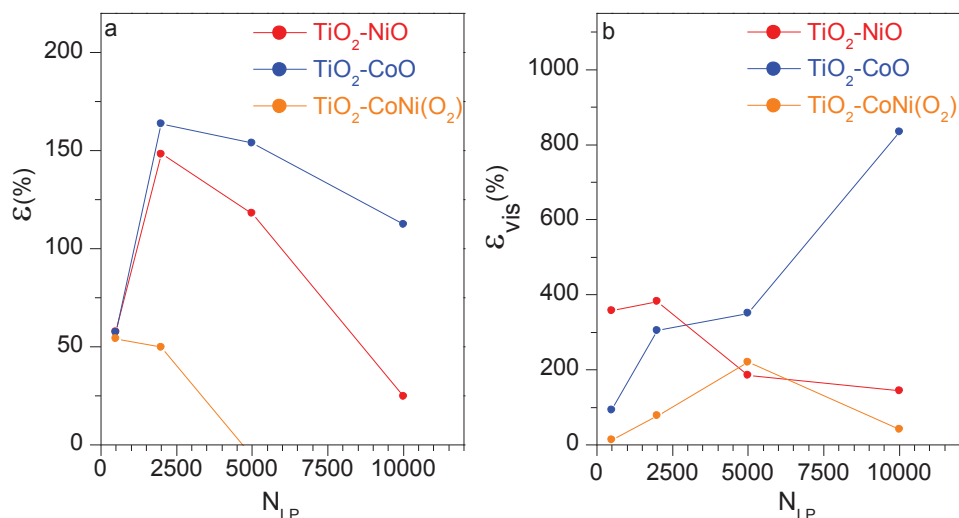 a
TiO2-NiO
TiO2-CoO
TiO2-CoNi(O2)
200
150
100
50
0
ε(%)
0 2500 5000 7500 10000
NLP
b
TiO2-NiO
TiO2-CoO
TiO2-CoNi(O2)
1000
800
600
400
200
0
εvis(%)
0 2500 5000 7500 10000
NLP